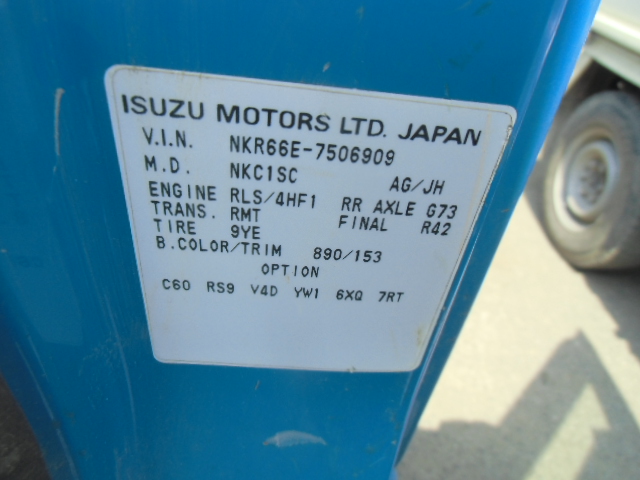 ISUZU MOTORS LTD. JAPAN
V.I.N. NKR66E-7506909
M.D. NKC1SC AG/JH
ENGINE RLS/4HF1 RR AXLE G73
TRANS. RMT FINAL R42
TIRE 9YE
B.COLOR/TRIM 890/153
OPTION
C60 RS9 V4D YW1 6XQ 7RT